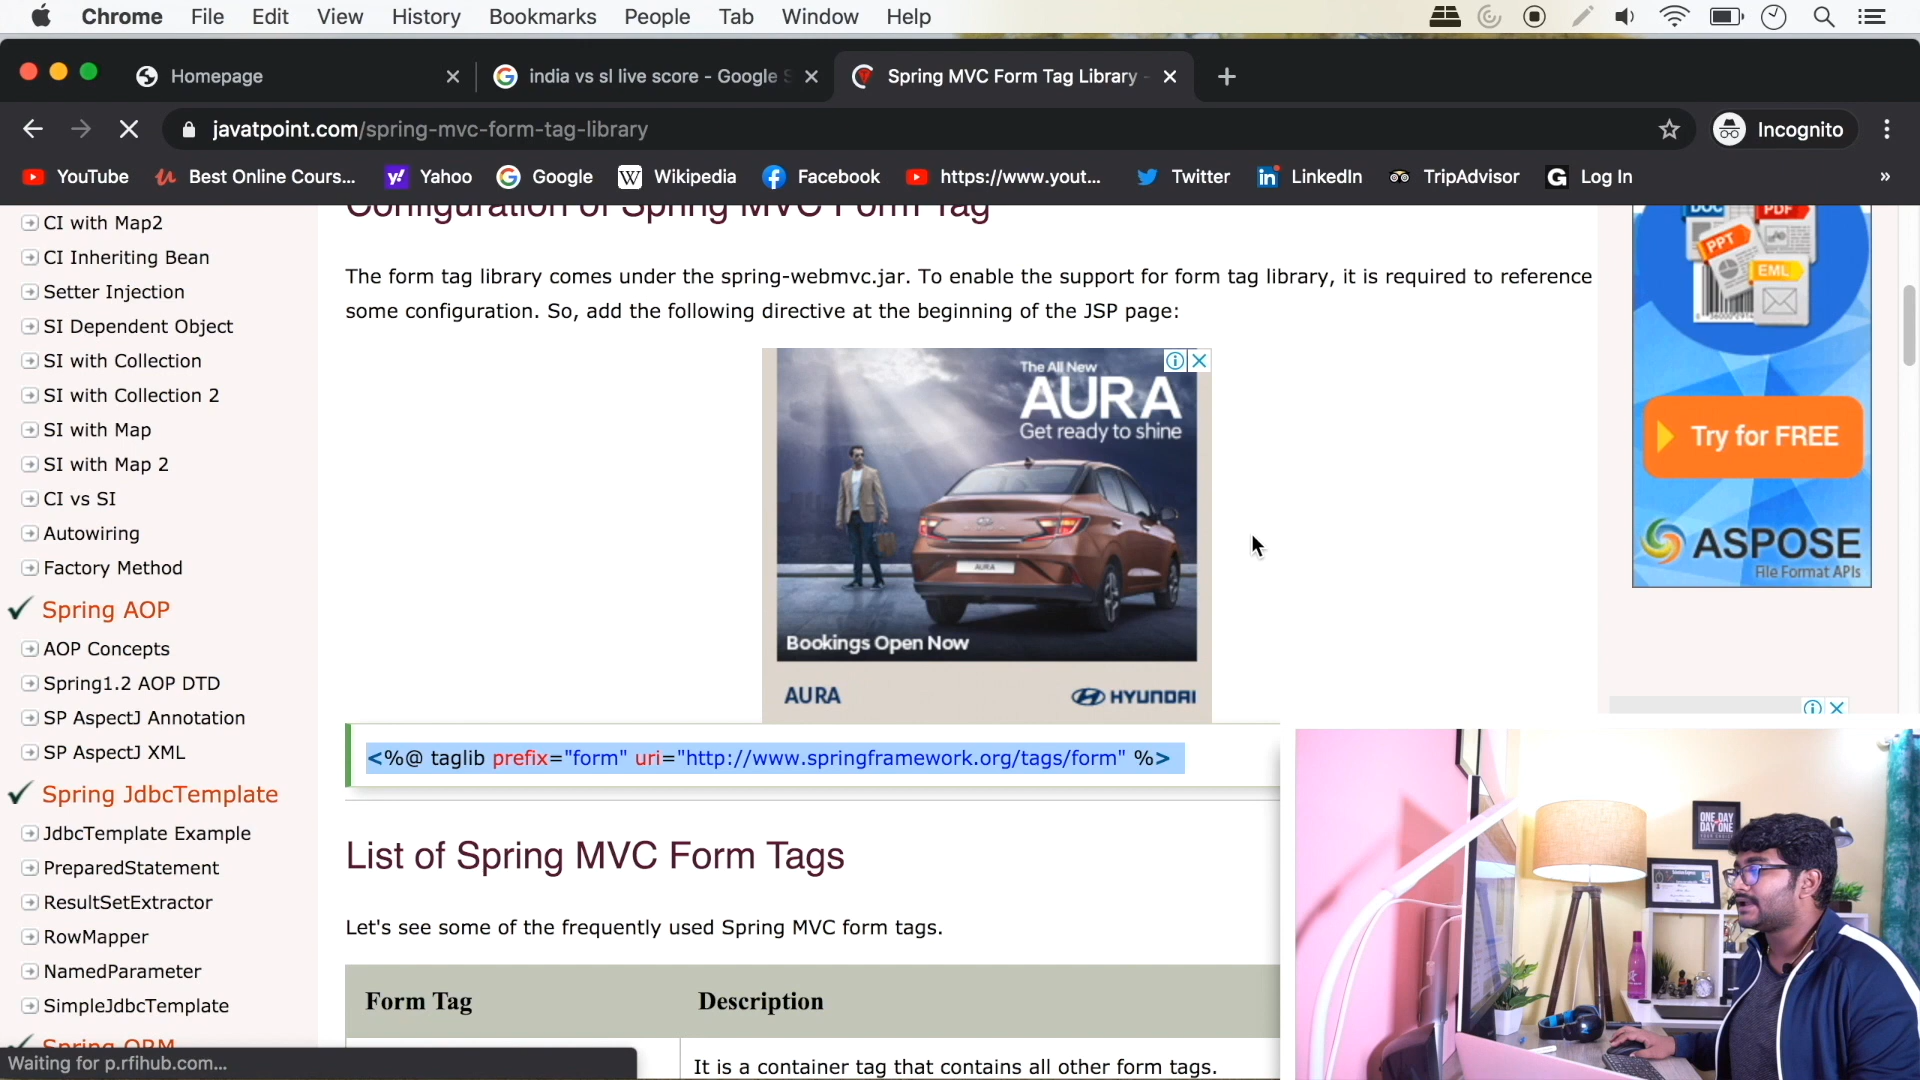 Chrome File Edit View History Bookmarks People Tab Window Help
Homepage
india vs sl live score - Google
Spring MVC Form Tag Library
javatpoint.com/spring-mvc-form-tag-library
Incognito
YouTube
Best Online Cours...
Yahoo
Google
Wikipedia
Facebook
https://www.yout...
Twitter
LinkedIn
TripAdvisor
Log In
»
CI with Map2
CI Inheriting Bean
Setter Injection
SI Dependent Object
SI with Collection
SI with Collection 2
SI with Map
SI with Map 2
CI vs SI
Autowiring
Factory Method
Spring AOP
AOP Concepts
Spring1.2 AOP DTD
SP AspectJ Annotation
SP AspectJ XML
Spring JdbcTemplate
JdbcTemplate Example
PreparedStatement
ResultSetExtractor
RowMapper
NamedParameter
SimpleJdbcTemplate
Spring ORM
Waiting for p.rfihub.com...
Configuration of Spring MVC Form Tag
The form tag library comes under the spring-webmvc.jar. To enable the support for form tag library, it is required to reference
some configuration. So, add the following directive at the beginning of the JSP page:
The All New
AURA
Get ready to shine
AURA
Bookings Open Now
AURA
HYUNDAI
<%@ taglib prefix="form" uri="http://www.springframework.org/tags/form" %>
List of Spring MVC Form Tags
Let's see some of the frequently used Spring MVC form tags.
Form Tag Description
It is a container tag that contains all other form tags.
DOC
PDF
PPT
EML
Try for FREE
ASPOSE
File Format APIs
ONE DAY
DAY ONE